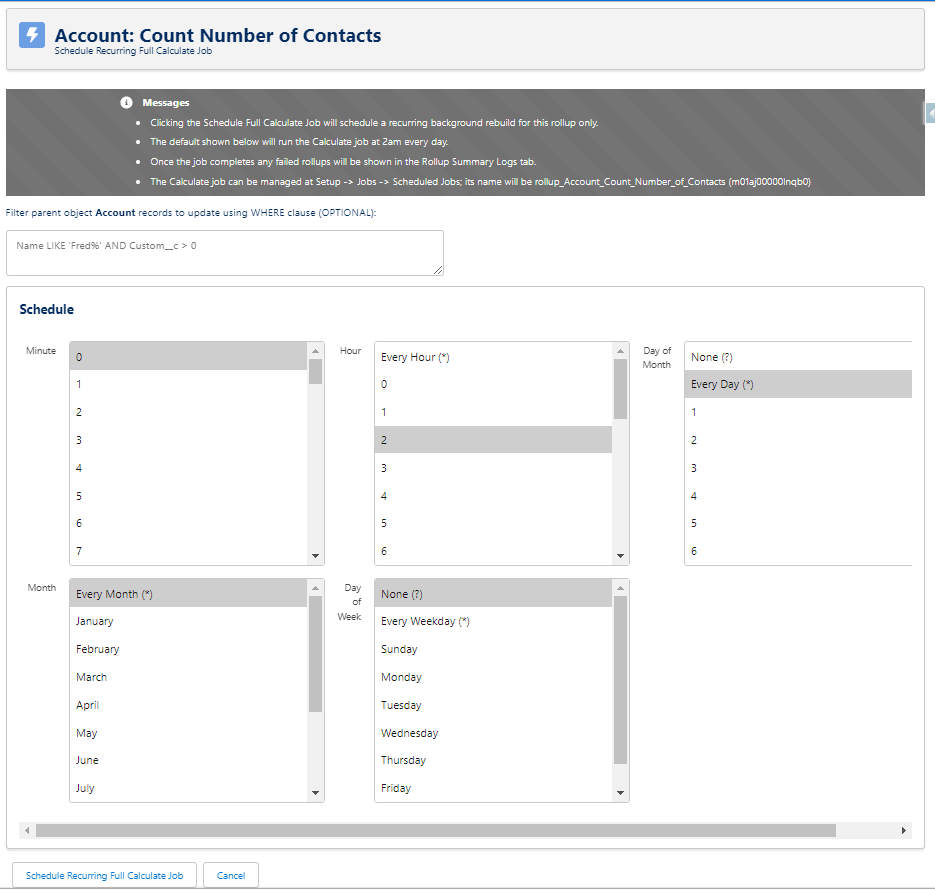 Account: Count Number of Contacts
Schedule Recurring Full Calculate Job
Messages
Clicking the Schedule Full Calculate Job will schedule a recurring background rebuild for this rollup only.
The default shown below will run the Calculate job at 2am every day.
Once the job completes any failed rollups will be shown in the Rollup Summary Logs tab.
The Calculate job can be managed at Setup -> Jobs -> Scheduled Jobs; its name will be rollup_Account_Count_Number_of_Contacts (m01aj00000lnqb0)
Filter parent object Account records to update using WHERE clause (OPTIONAL):
Name LIKE 'Fred%' AND Custom__c > 0
Schedule
Minute
0
1
2
3
4
5
6
7
Hour
Every Hour (*)
0
1
2
3
4
5
6
Day of
Month
None (?)
Every Day (*)
1
2
3
4
5
6
Month
Every Month (*)
January
February
March
April
May
June
July
Day
of
Week
None (?)
Every Weekday (*)
Sunday
Monday
Tuesday
Wednesday
Thursday
Friday
Schedule Recurring Full Calculate Job
Cancel